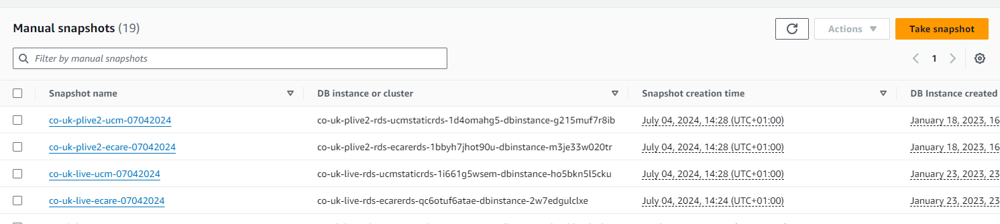 Manual snapshots (19)
Actions
Take snapshot
Filter by manual snapshots
1
Snapshot name
DB instance or cluster
Snapshot creation time
DB Instance created
co-uk-plive2-ucm-07042024
co-uk-plive2-rds-ucmstaticrds-1d4omahg5-dbinstance-g215muf7r8ib
July 04, 2024, 14:28 (UTC+01:00)
January 18, 2023, 16
co-uk-plive2-ecare-07042024
co-uk-plive2-rds-ecarerds-1bbyh7jhot90u-dbinstance-m3je33w020tr
July 04, 2024, 14:28 (UTC+01:00)
January 18, 2023, 16
co-uk-live-ucm-07042024
co-uk-live-rds-ucmstaticrds-1i661g5wsem-dbinstance-ho5bkn5l5cku
July 04, 2024, 14:28 (UTC+01:00)
January 23, 2023, 23
co-uk-live-ecare-07042024
co-uk-live-rds-ecarerds-qc6otuf6atae-dbinstance-2w7edgulclxe
July 04, 2024, 14:24 (UTC+01:00)
January 23, 2023, 23